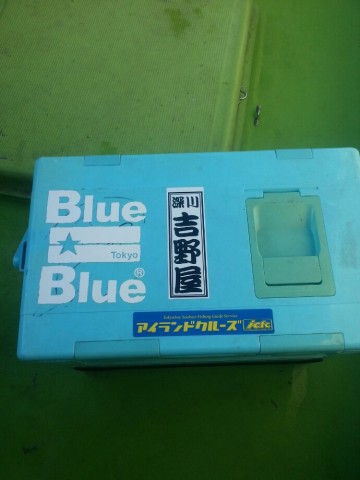 Blue
Tokyo
Blue®
深川
吉野屋
アイランドクルーズ